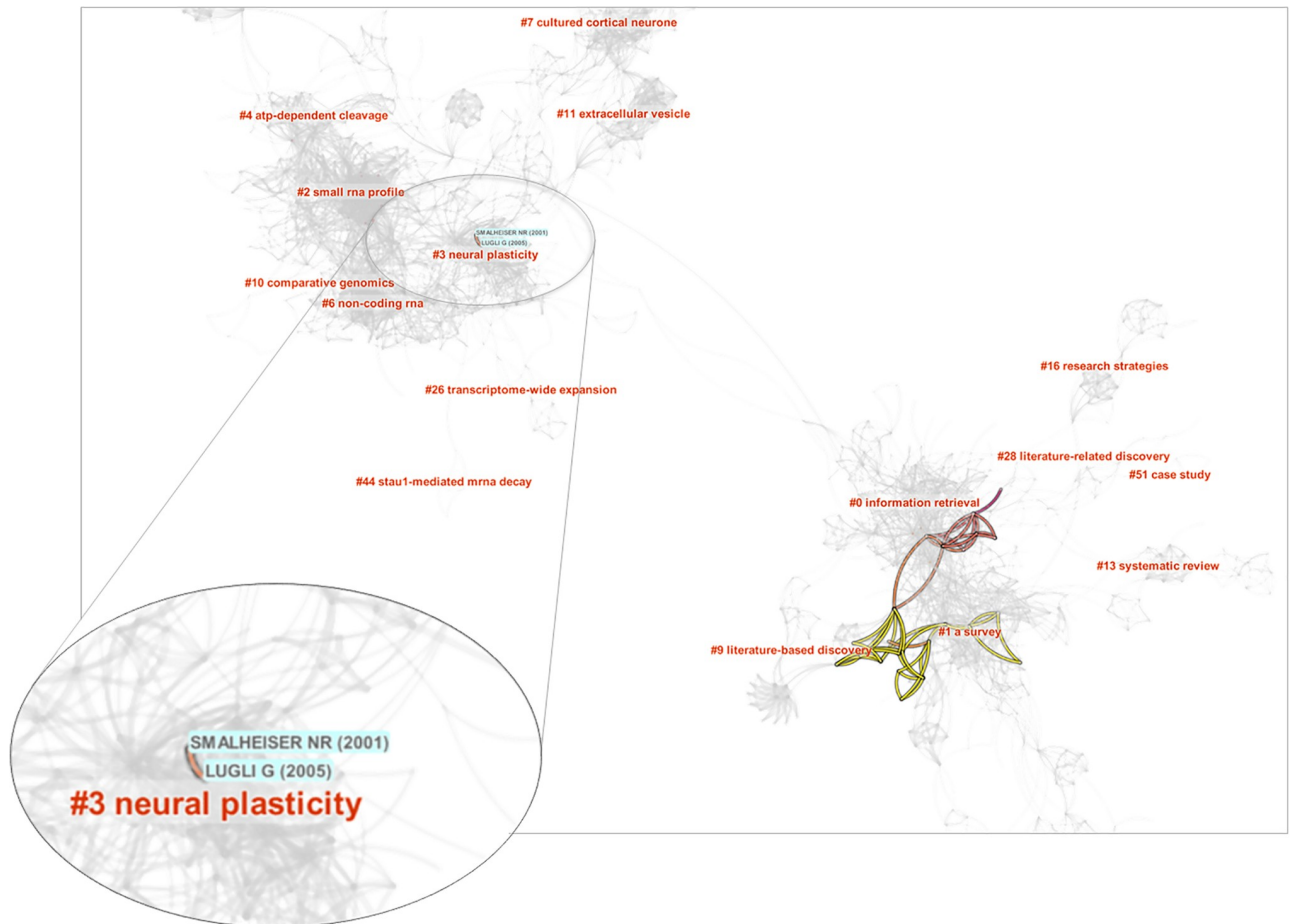 #7 cultured cortical neurone
#4 atp-dependent cleavage
#11 extracellular vesicle
#2 small rna profile
SMALHEISER NR (2001)
LUGLI G (2005)
#3 neural plasticity
#10 comparative genomics
#6 non-coding rna
#16 research strategies
#26 transcriptome-wide expansion
#28 literature-related discovery
#51 case study
#44 stau1-mediated mrna decay
#0 information retrieval
#13 systematic review
#1 a survey
#9 literature-based discovery
SMALHEISER NR (2001)
LUGLI G (2005)
#3 neural plasticity